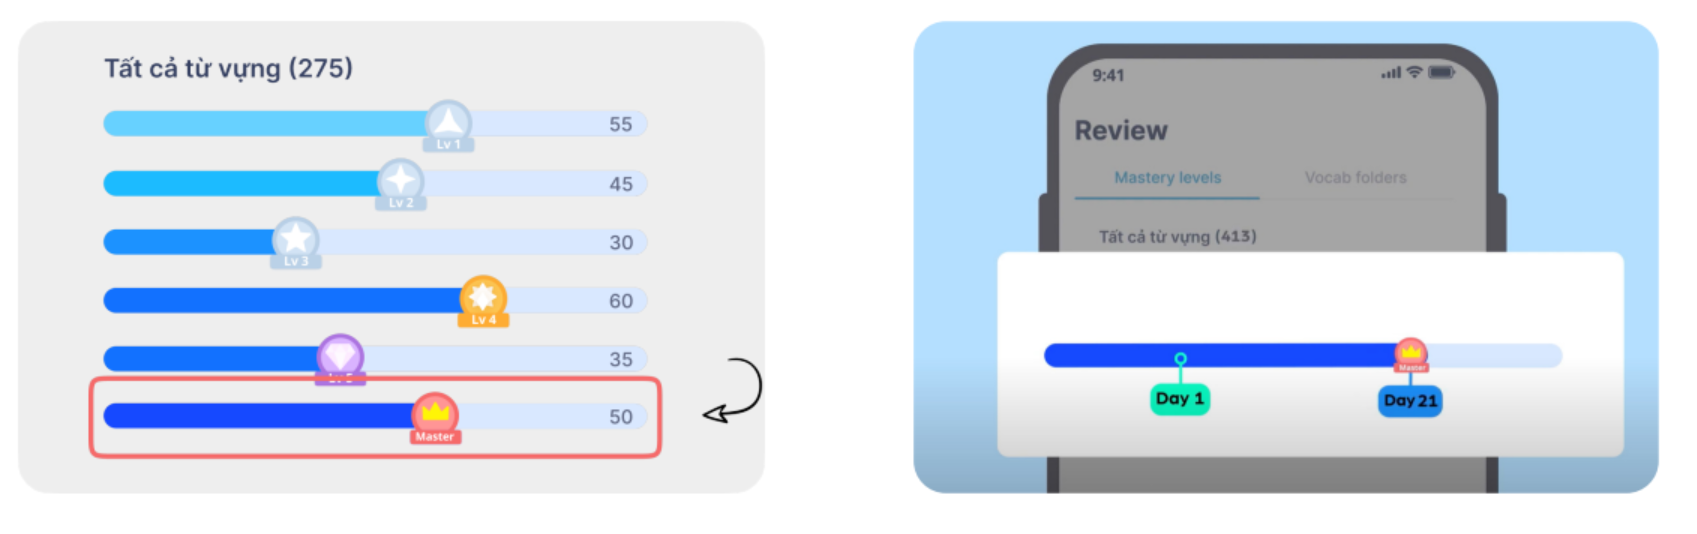 Tất cả từ vựng (275)
55
Lv 1
45
Lv 2
30
Lv 3
60
Lv 4
35
Lv 5
50
Master
9:41
Review
Mastery levels Vocab folders
Tất cả từ vựng (413)
Master
Day 1 Day 21